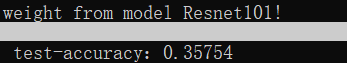 weight from model Resnet101!
test-accuracy: 0.35754